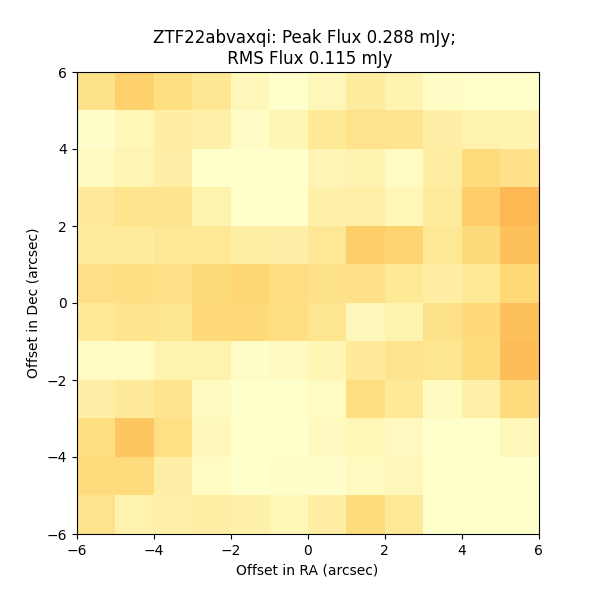 ZTF22abvaxqi: Peak Flux 0.288 mJy;
RMS Flux 0.115 mJy
6
4
2
0
−2
−4
−6
Offset in Dec (arcsec)
−6 −4 −2 0 2 4 6
Offset in RA (arcsec)